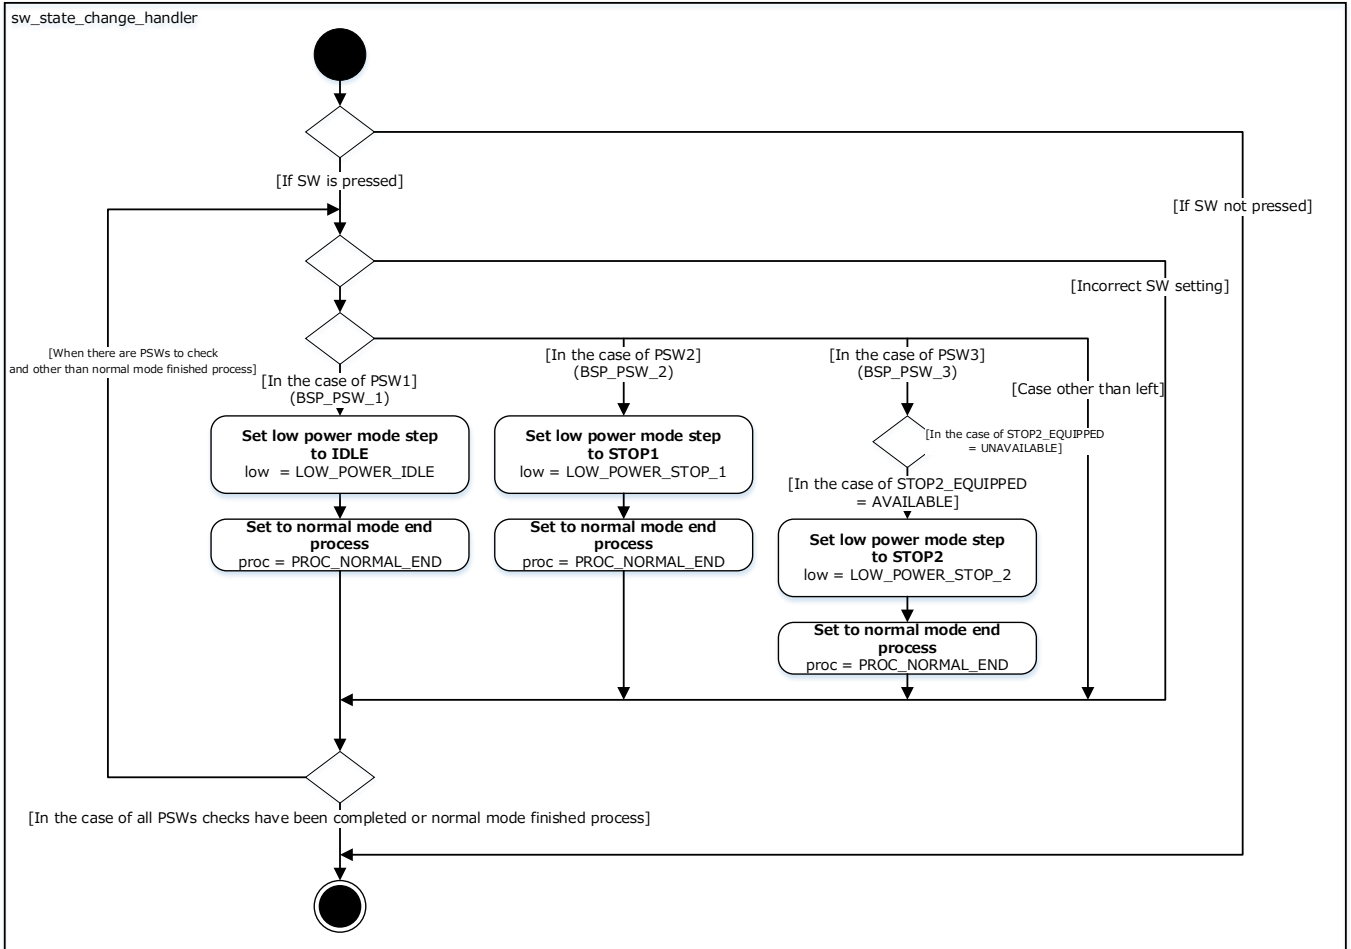 sw_state_change_handler
[If SW is pressed]
[If SW not pressed]
[Incorrect SW setting]
[When there are PSWs to check
and other than normal mode finished process]
[In the case of PSW1]
(BSP_PSW_1)
[In the case of PSW2]
(BSP_PSW_2)
[In the case of PSW3]
(BSP_PSW_3)
[Case other than left]
Set low power mode step
to IDLE
low  = LOW_POWER_IDLE
Set low power mode step
to STOP1
low = LOW_POWER_STOP_1
[In the case of STOP2_EQUIPPED
= UNAVAILABLE]
[In the case of STOP2_EQUIPPED
= AVAILABLE]
Set to normal mode end
process
proc = PROC_NORMAL_END
Set to normal mode end
process
proc = PROC_NORMAL_END
Set low power mode step
to STOP2
low = LOW_POWER_STOP_2
Set to normal mode end
process
proc = PROC_NORMAL_END
[In the case of all PSWs checks have been completed or normal mode finished process]